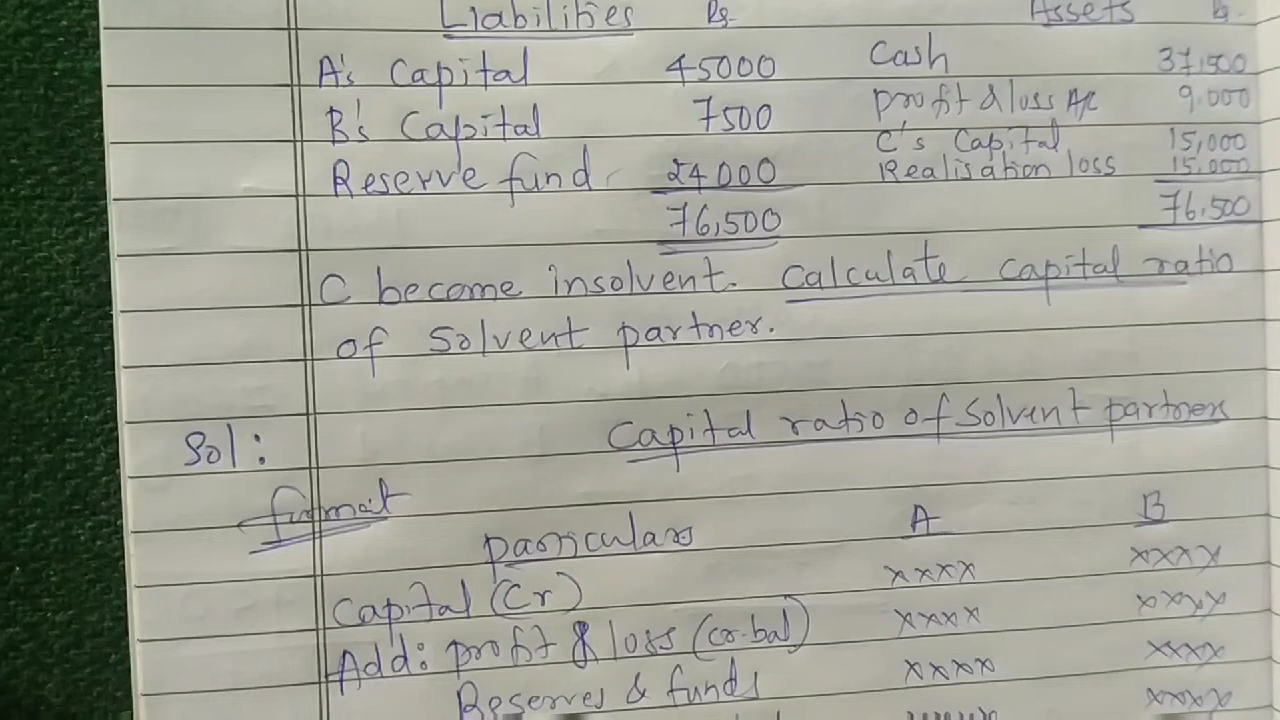 Liabilities Rs. Assets Rs.
A's Capital 45000 Cash 37,500
B's Capital 7500 Profit & loss A/c 9,000
C's Capital 15,000
Reserve fund 24000 Realisation loss 15,000
76,500 76,500
C become insolvent. Calculate capital ratio
of Solvent partner.
Sol: Capital ratio of Solvent partners
format
Particulars A B
Capital (Cr) xxxx xxxx
Add: profit & loss (cr.bal) xxxx xxxx
Reserves & funds xxxx xxxx
xxxx